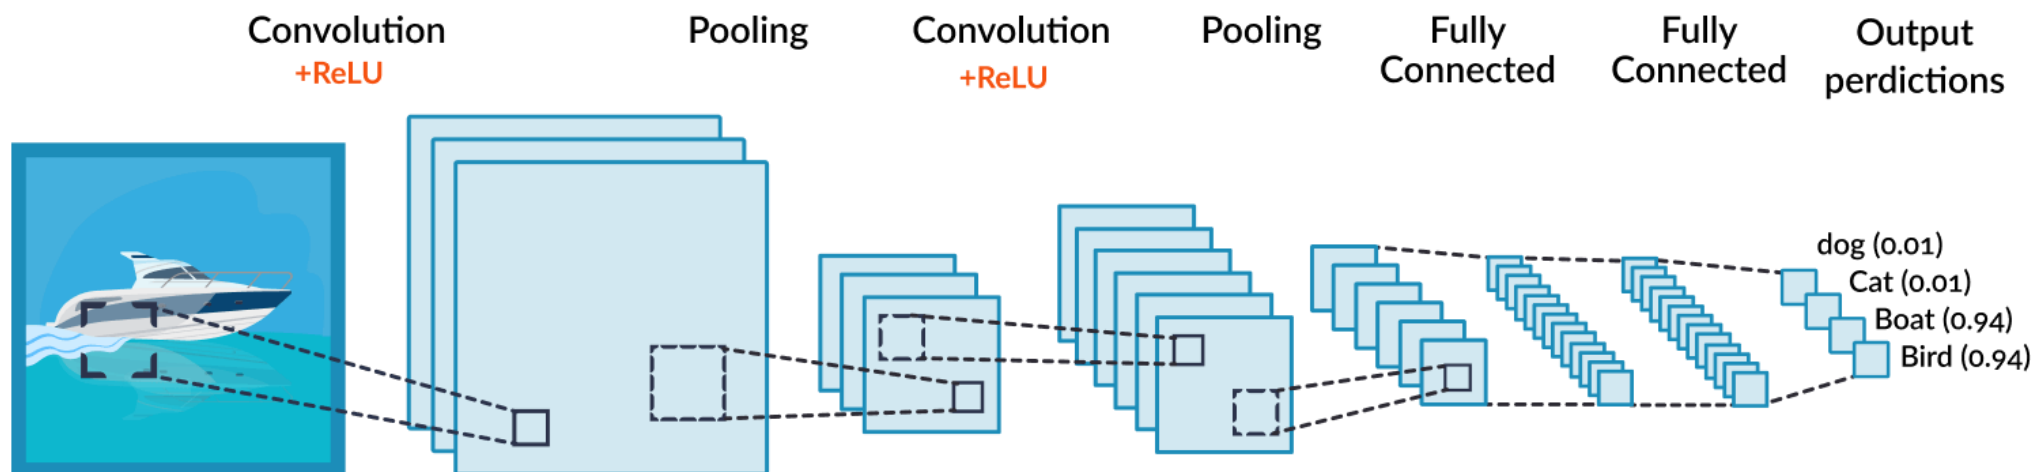 Convolution
+ReLU
Pooling
Convolution
+ReLU
Pooling
Fully
Connected
Fully
Connected
Output
perdictions
dog (0.01)
Cat (0.01)
Boat (0.94)
Bird (0.94)